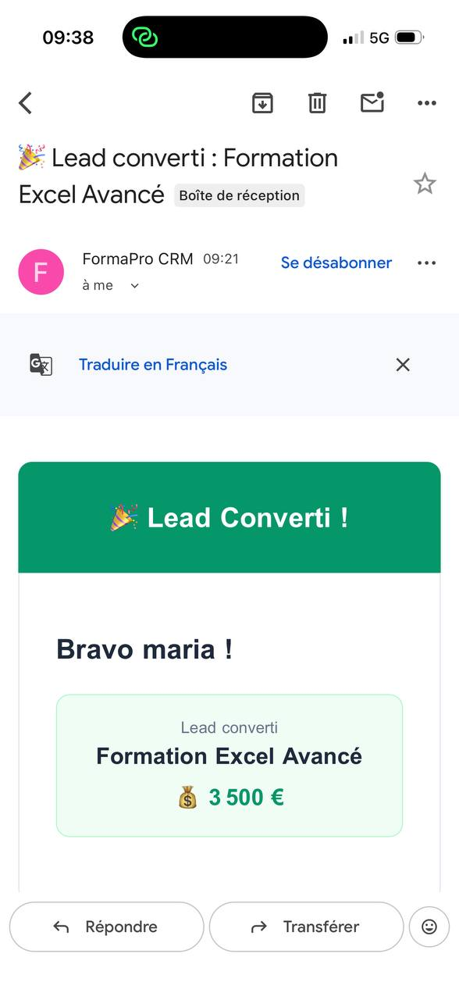 09:38
5G
🎉 Lead converti : Formation
Excel Avancé Boîte de réception
FormaPro CRM 09:21 Se désabonner
F
à me
Traduire en Français
🎉 Lead Converti !
Bravo maria !
Lead converti
Formation Excel Avancé
💰 3 500 €
Répondre Transférer